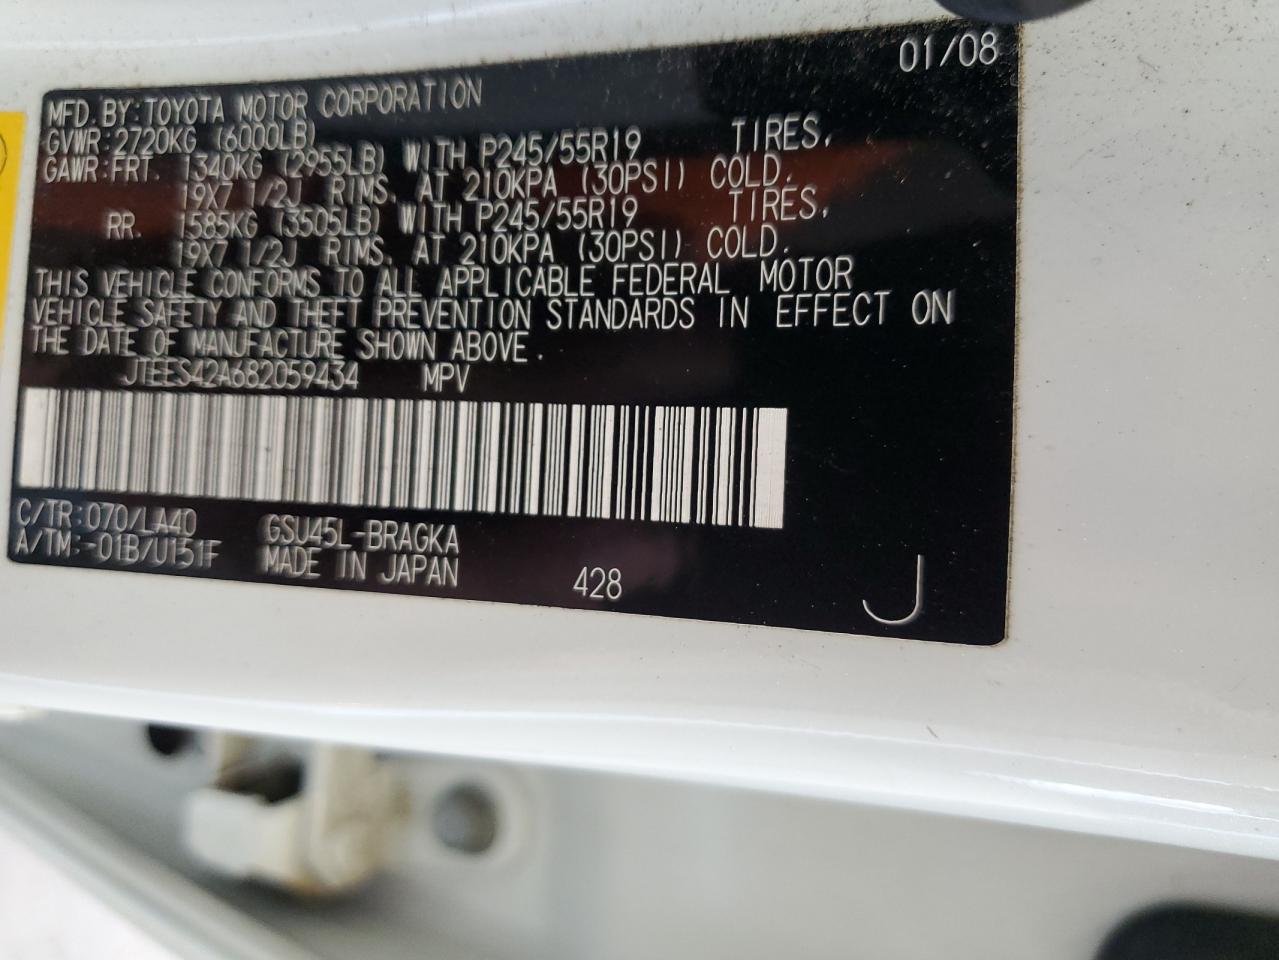 01/08
MFD. BY: TOYOTA MOTOR CORPORATION
GVWR: 2720KG (6000LB)
GAWR: FRT. 1340KG (2955LB) WITH P245/55R19 TIRES,
19X7 1/2J RIMS, AT 210KPA (30PSI) COLD.
RR. 1585KG (3505LB) WITH P245/55R19 TIRES,
19X7 1/2J RIMS, AT 210KPA (30PSI) COLD.
THIS VEHICLE CONFORMS TO ALL APPLICABLE FEDERAL MOTOR
VEHICLE SAFETY AND THEFT PREVENTION STANDARDS IN EFFECT ON
THE DATE OF MANUFACTURE SHOWN ABOVE.
JTEES42A682059434 MPV
C/TR: 070/LA40 GSU45L-BRAGKA
A/TM: -01B/U151F MADE IN JAPAN
428
J